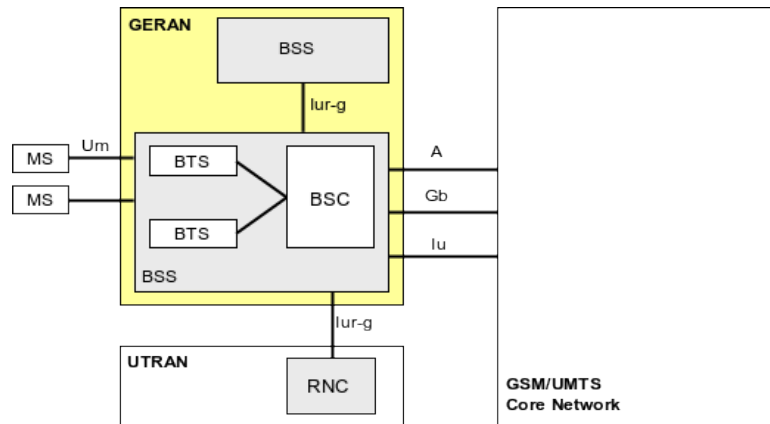 GERAN
BSS
Iur-g
Um
MS
BTS
BSC
A
MS
Gb
BTS
Iu
BSS
Iur-g
UTRAN
RNC
GSM/UMTS
Core Network